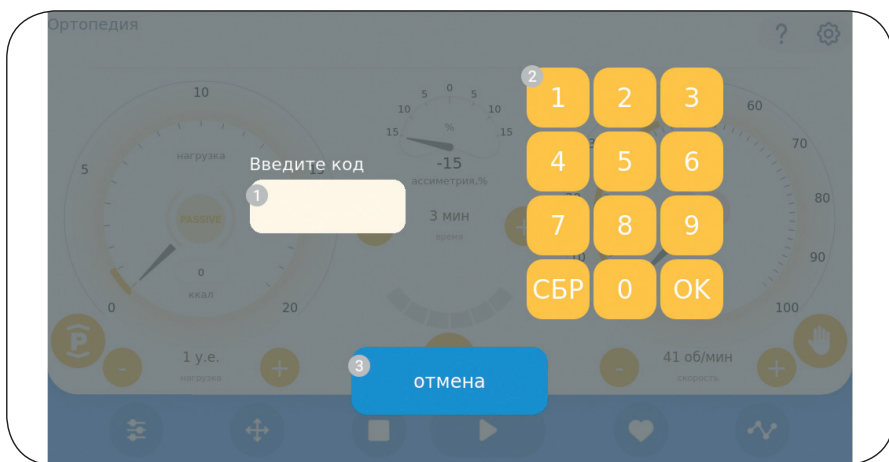 Ортопедия
?
10
5
0
20
нагрузка
15
PASSIVE
0
ккал
1 у.е.
нагрузка
-
+
P
15
10
5
0
5
10
15
%
-15
ассиметрия,%
3 мин
время
+
60
70
80
90
100
41 об/мин
скорость
-
+
Введите код
1
2
1 2 3
4 5 6
7 8 9
СБР 0 OK
3
отмена